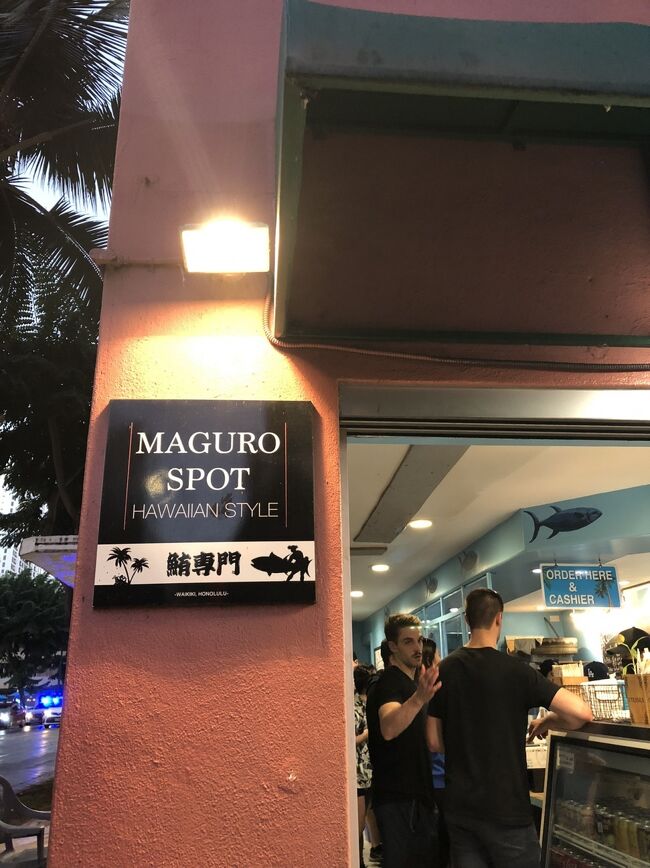 MAGURO
SPOT
HAWAIIAN STYLE
鮪専門
-WAIKIKI, HONOLULU-
ORDER HERE
&
CASHIER